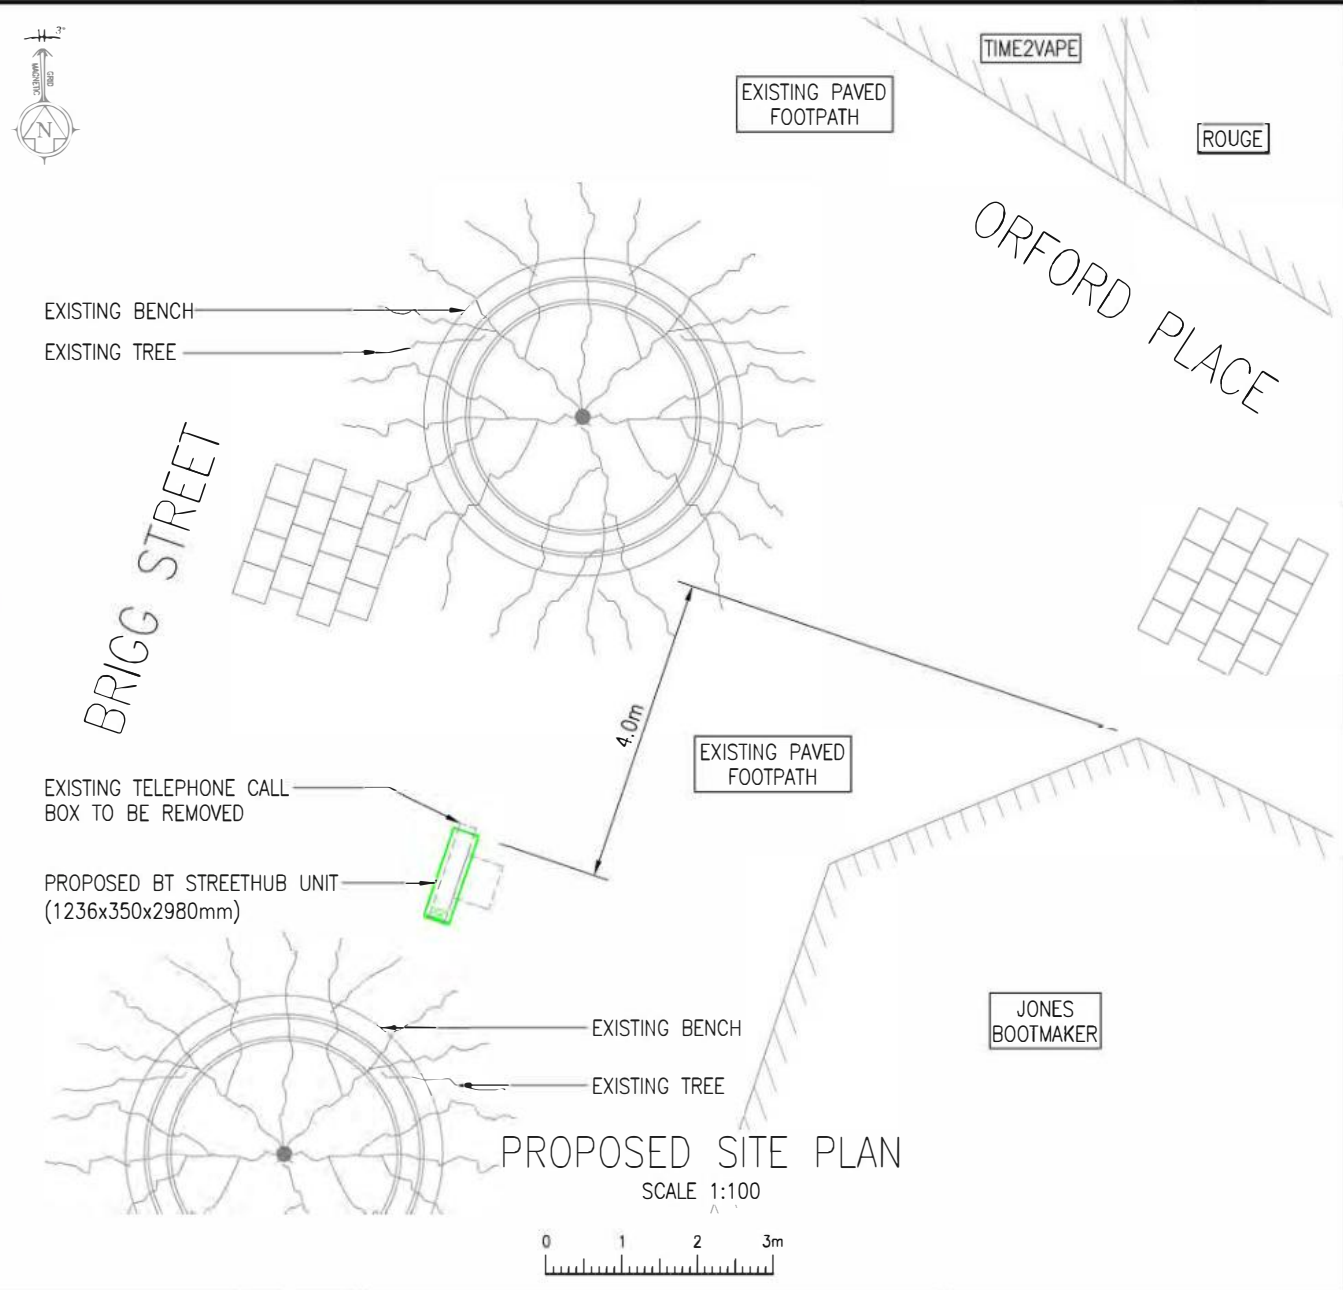 3°
GRID
MAGNETIC
N
TIME2VAPE
EXISTING PAVED
FOOTPATH
ROUGE
ORFORD PLACE
EXISTING BENCH
EXISTING TREE
BRIGG STREET
4.0m
EXISTING PAVED
FOOTPATH
EXISTING TELEPHONE CALL
BOX TO BE REMOVED
PROPOSED BT STREETHUB UNIT
(1236x350x2980mm)
JONES
BOOTMAKER
EXISTING BENCH
EXISTING TREE
PROPOSED SITE PLAN
SCALE 1:100
0 1 2 3m